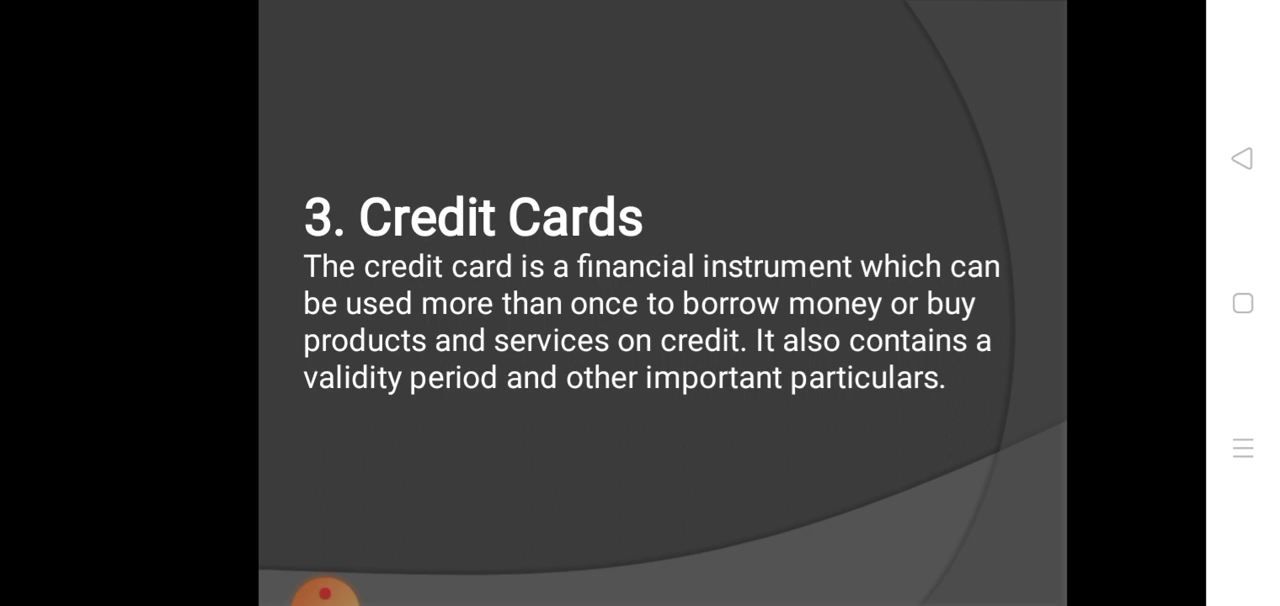 3. Credit Cards
The credit card is a financial instrument which can
be used more than once to borrow money or buy
products and services on credit. It also contains a
validity period and other important particulars.